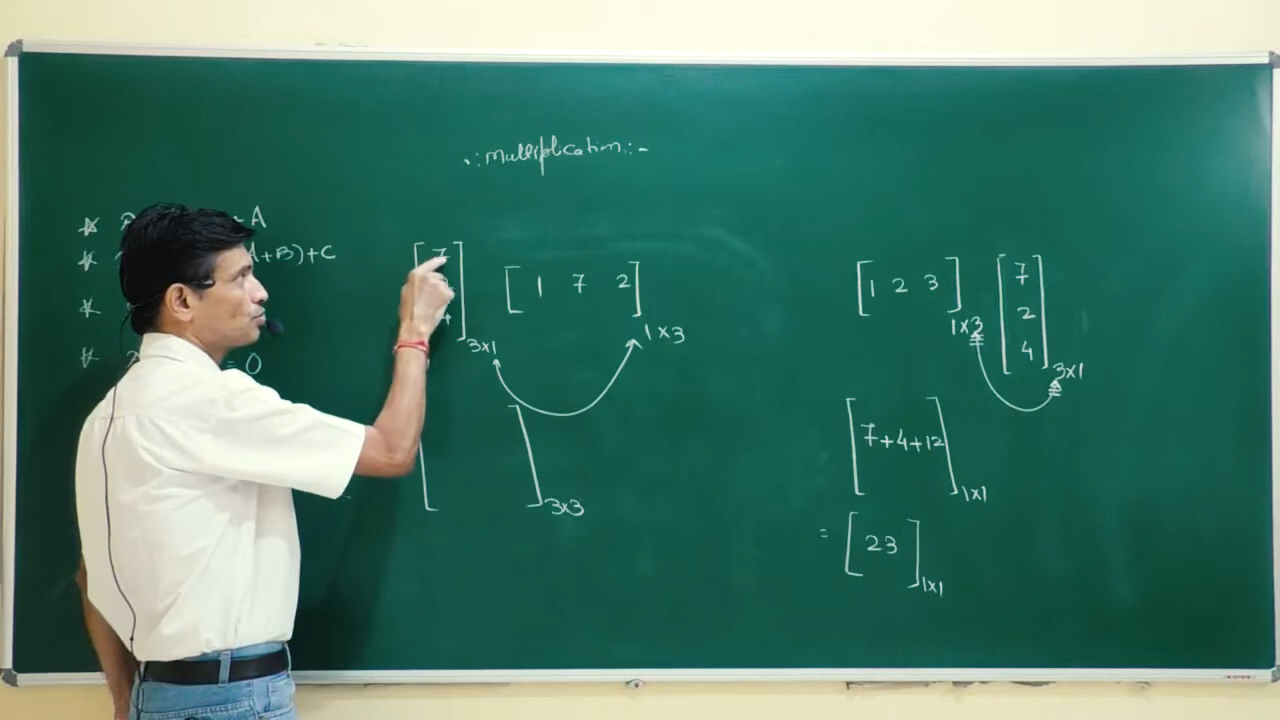 .: Multiplication :-
A
A+B)+C
= 0
[7
] 3x1
[1 7 2] 1x3
[ ] 3x3
[1 2 3] 1x3
[7
2
4] 3x1
[7+4+12] 1x1
= [23] 1x1